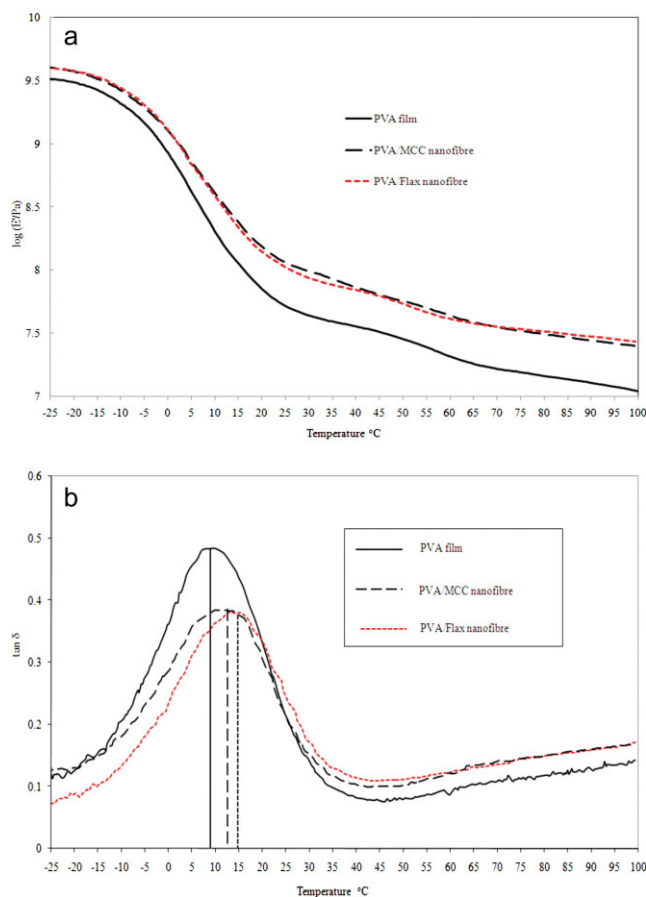 a
10
9.5
9
8.5
8
7.5
7
log (E'/Pa)
PVA film
PVA/MCC nanofibre
PVA/Flax nanofibre
-25 -20 -15 -10 -5 0 5 10 15 20 25 30 35 40 45 50 55 60 65 70 75 80 85 90 95 100
Temperature °C
b
0.6
0.5
0.4
0.3
0.2
0.1
0
tan δ
PVA film
PVA/MCC nanofibre
PVA/Flax nanofibre
-25 -20 -15 -10 -5 0 5 10 15 20 25 30 35 40 45 50 55 60 65 70 75 80 85 90 95 100
Temperature °C